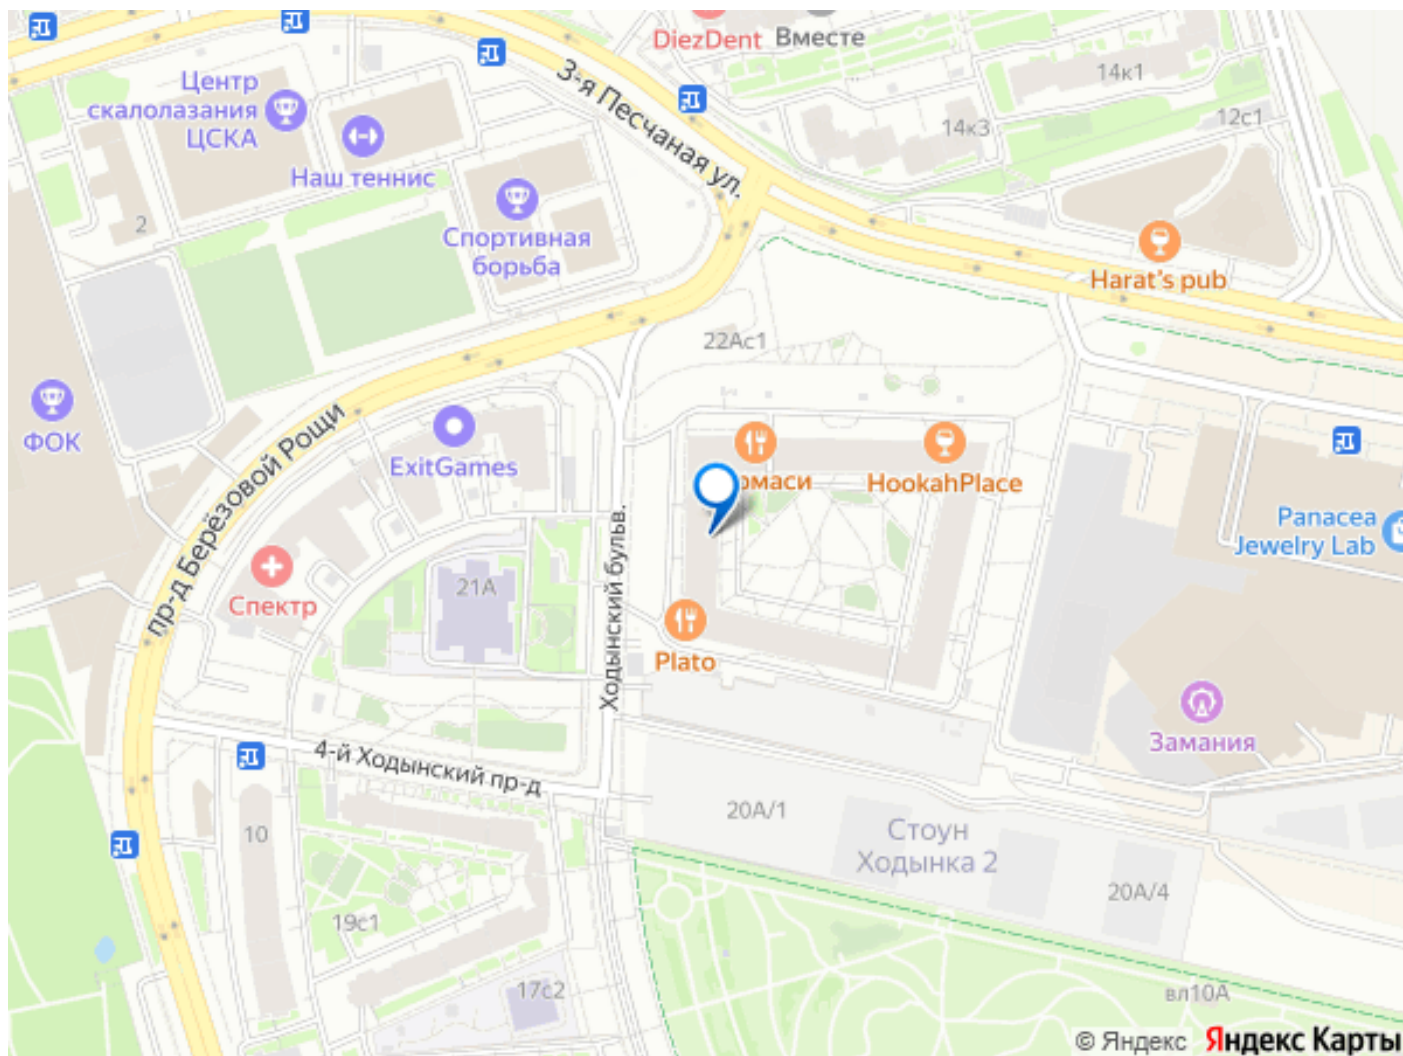 DiezDent
Вместе
14к1
Центр
скалолазания
ЦСКА
3-я Песчаная ул.
14к3
12с1
Наш теннис
2
Спортивная
борьба
Harat's pub
22Ас1
ФОК
пр-д Берёзовой Рощи
ExitGames
рмаси
HookahPlace
Panacea
Jewelry Lab
Ходынский бульв.
21А
Спектр
Plato
Замания
4-й Ходынский пр-д
20А/1
Стоун
Ходынка 2
10
20А/4
19с1
17с2
вл10А
© Яндекс Яндекс Карты